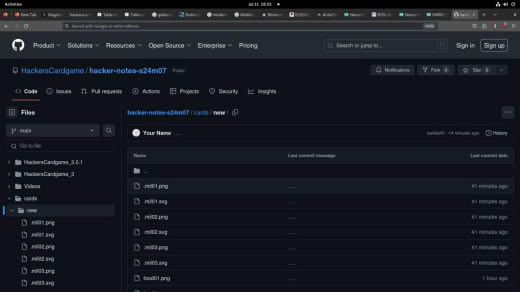 Activities
Jul 31 18:25
New Tab
Search with Google or enter address
Product
Solutions
Resources
Open Source
Enterprise
Pricing
Search or jump to...
Sign in
Sign up
HackersCardgame / hacker-notes-s24m07
Public
Notifications
Fork 0
Star 0
Code
Issues
Pull requests
Actions
Projects
Security
Insights
Files
hacker-notes-s24m07 / cards / new /
main
Your Name
14 minutes ago
History
Go to file
Name
Last commit message
Last commit date
HackersCardgame_3.0.1
HackersCardgame_3
Videos
cards
new
.mil01.png
.mil01.svg
.mil02.png
.mil02.svg
.mil03.png
.mil03.svg
..
.mil01.png
41 minutes ago
.mil01.svg
41 minutes ago
.mil02.png
41 minutes ago
.mil02.svg
41 minutes ago
.mil03.png
41 minutes ago
.mil03.svg
41 minutes ago
food01.png
1 hour ago